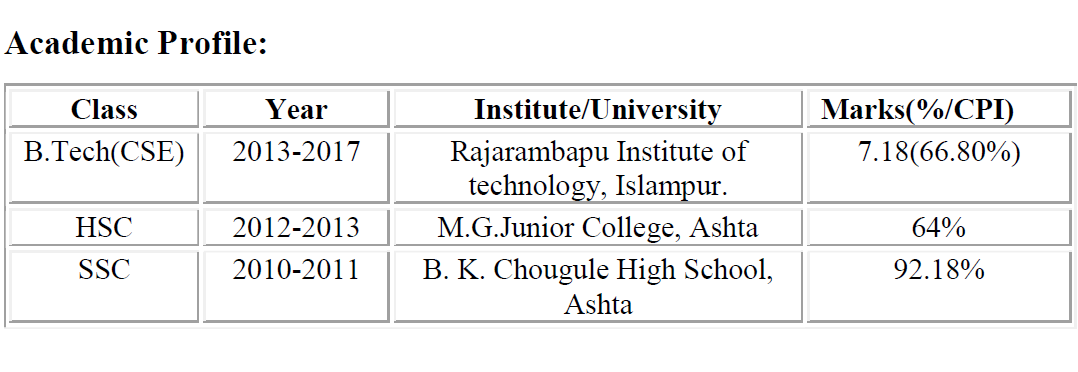 Academic Profile:
Class Year Institute/University Marks(%/CPI)
B.Tech(CSE) 2013-2017 Rajarambapu Institute of 7.18(66.80%)
technology, Islampur.
HSC 2012-2013 M.G.Junior College, Ashta 64%
SSC 2010-2011 B. K. Chougule High School, 92.18%
Ashta